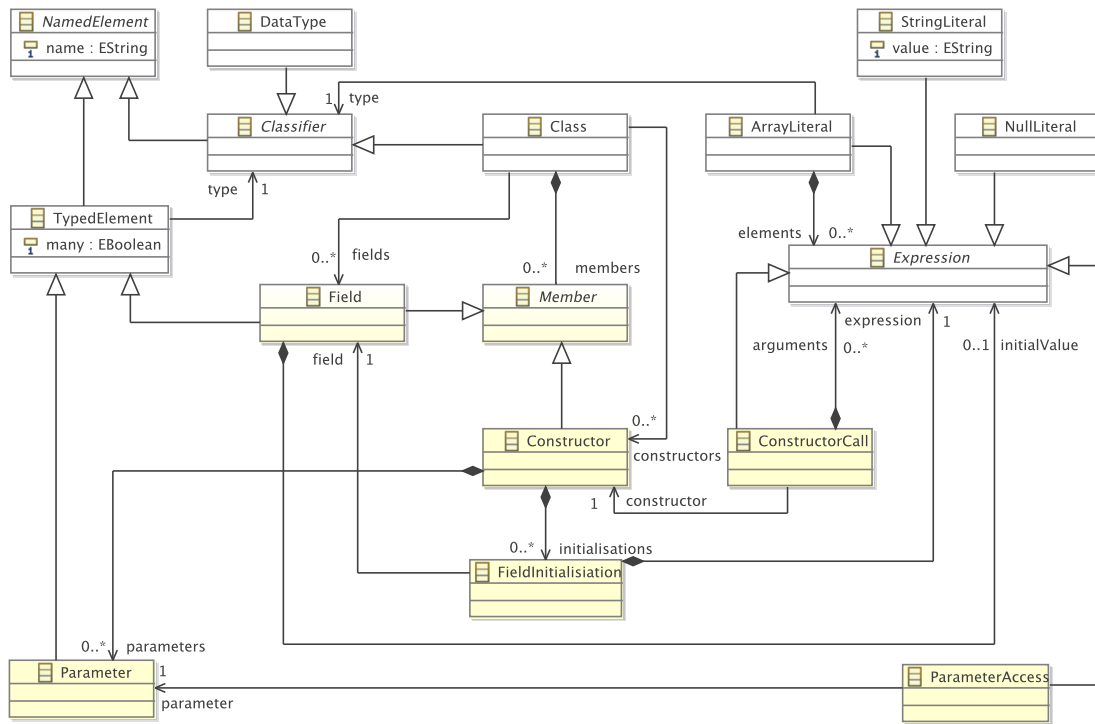 NamedElement
name : EString
DataType
StringLiteral
value : EString
1 type
Classifier
Class
ArrayLiteral
NullLiteral
type 1
TypedElement
many : EBoolean
elements 0..*
0..* fields
0..* members
Expression
Field
Member
field 1
expression 1
arguments 0..*
0..1 initialValue
0..*
Constructor
constructors
ConstructorCall
1 constructor
0..* initialisations
FieldInitialisiation
0..* parameters
Parameter
1
parameter
ParameterAccess